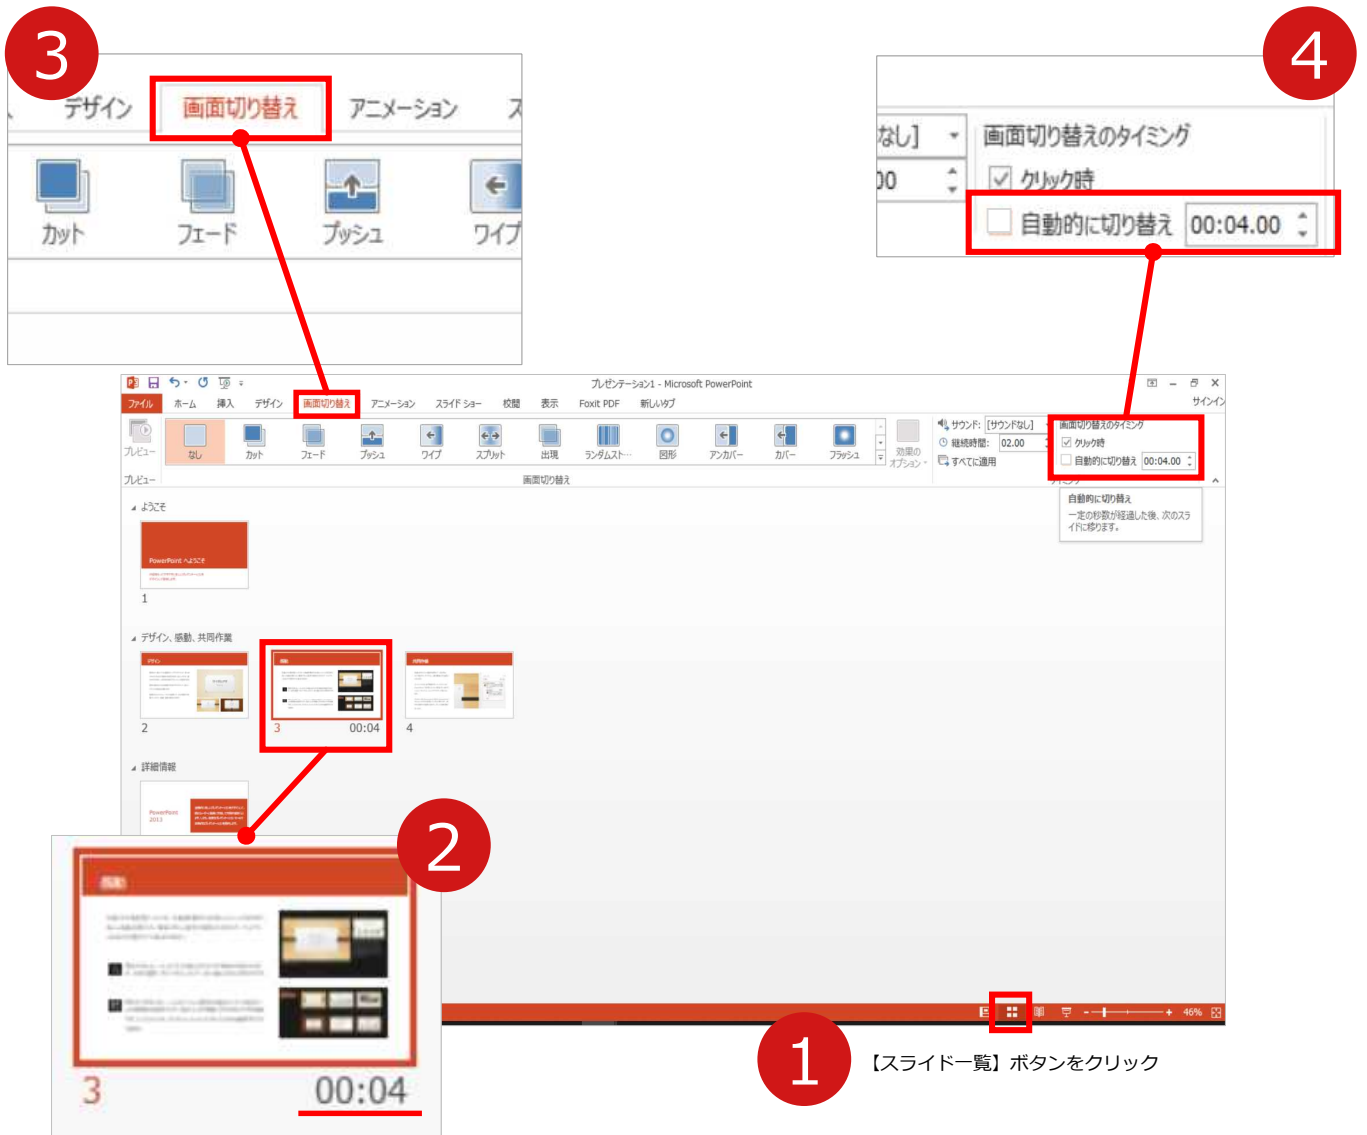 3
4
デザイン
画面切り替え
アニメーション
カット
フェード
プッシュ
ワイプ
なし]
画面切り替えのタイミング
00
クリック時
自動的に切り替え
00:04.00
プレゼンテーション1 - Microsoft PowerPoint
ファイル
ホーム
挿入
デザイン
画面切り替え
アニメーション
スライド ショー
校閲
表示
Foxit PDF
新しいタブ
サインイン
プレビュー
なし
カット
フェード
プッシュ
ワイプ
スプリット
出現
ランダムスト…
図形
アンカバー
カバー
フラッシュ
効果の
オプション
サウンド: [サウンドなし]
継続時間: 02.00
すべてに適用
画面切り替えのタイミング
クリック時
自動的に切り替え 00:04.00
プレビュー
画面切り替え
自動的に切り替え
一定の秒数が経過した後、次のスラ
イドに移ります。
ようこそ
PowerPoint へようこそ
1
デザイン、感動、共同作業
デザイン
感動
共同作業
2
3
00:04
4
詳細情報
PowerPoint
2013
2
感動
3
00:04
46%
1
【スライド一覧】ボタンをクリック